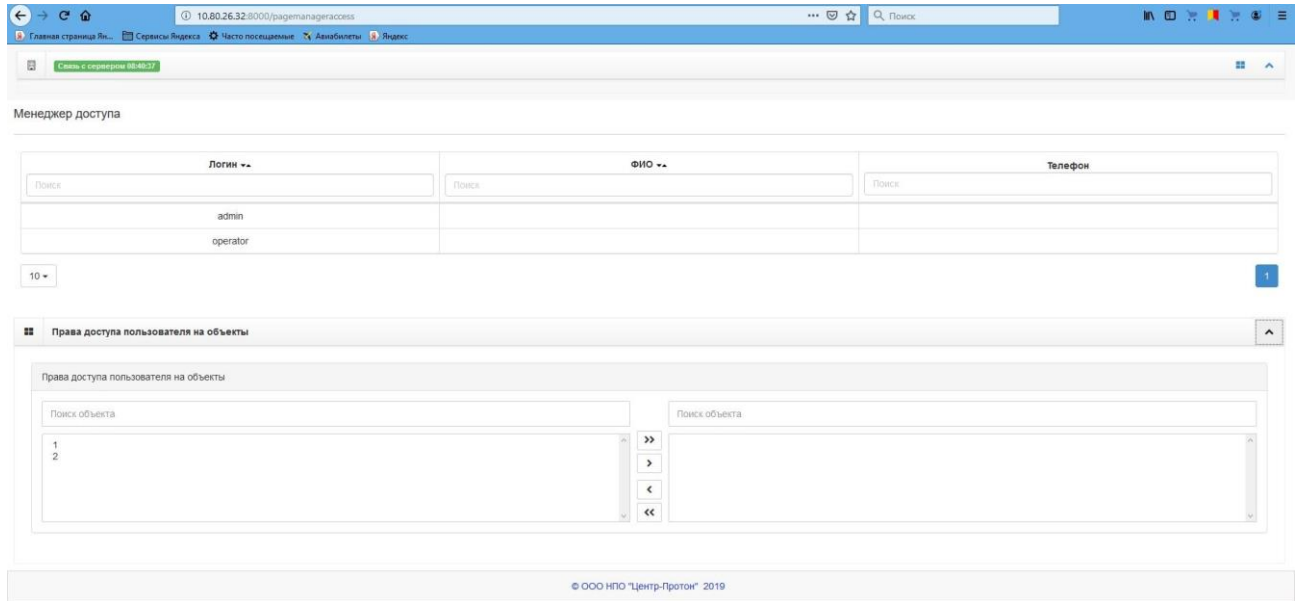 10.80.26.32:8000/pagemanageraccess
Поиск
Главная страница Ян... Сервисы Яндекса Часто посещаемые Авиабилеты Яндекс
Связь с сервером 08:40:37
Менеджер доступа
Логин ФИО Телефон
Поиск Поиск Поиск
admin
operator
10 1
Права доступа пользователя на объекты
Права доступа пользователя на объекты
Поиск объекта Поиск объекта
1
2
© ООО НПО "Центр-Протон" 2019